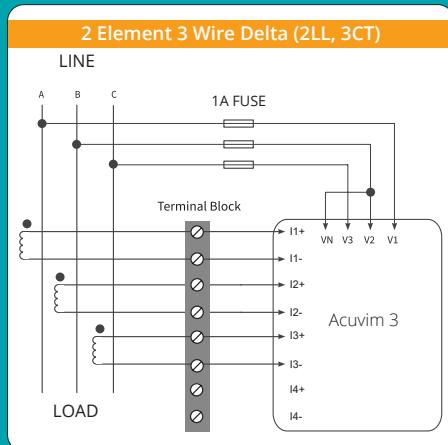 2 Element 3 Wire Delta (2LL, 3CT)
LINE
A B C
1A FUSE
Terminal Block
VN V3 V2 V1
I1+
I1-
I2+
I2-
I3+
I3-
I4+
I4-
Acuvim 3
LOAD